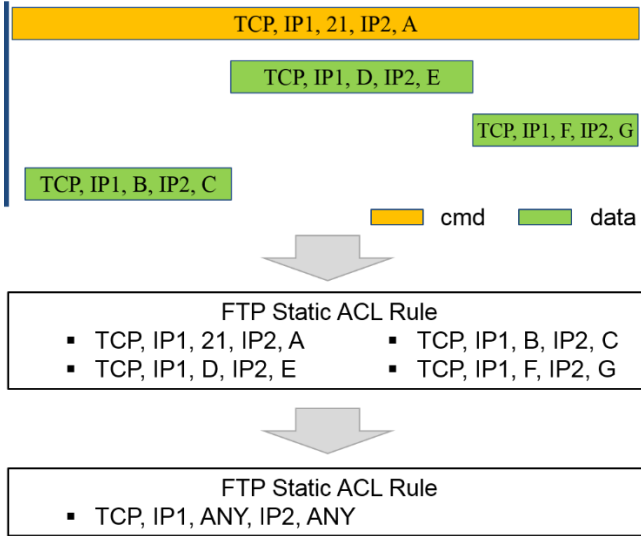 TCP, IP1, 21, IP2, A
TCP, IP1, D, IP2, E
TCP, IP1, F, IP2, G
TCP, IP1, B, IP2, C
cmd data
FTP Static ACL Rule
▪ TCP, IP1, 21, IP2, A ▪ TCP, IP1, B, IP2, C
▪ TCP, IP1, D, IP2, E ▪ TCP, IP1, F, IP2, G
FTP Static ACL Rule
▪ TCP, IP1, ANY, IP2, ANY